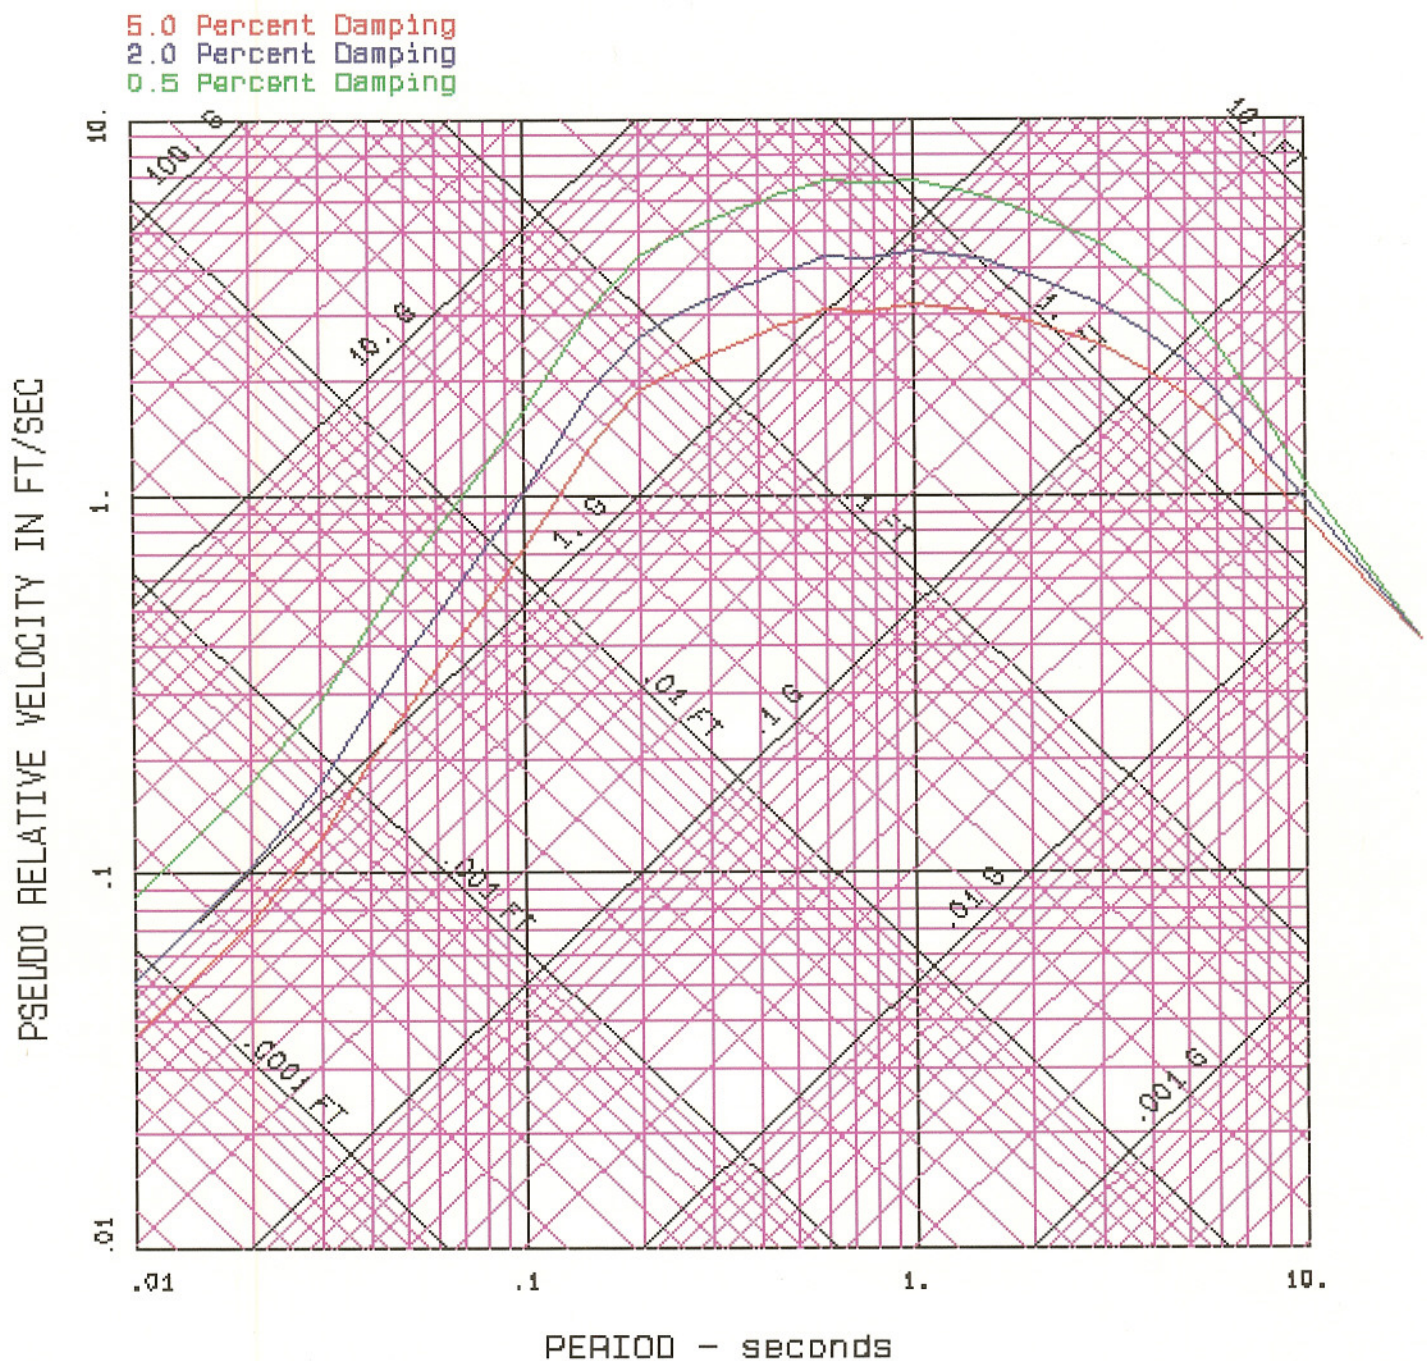 5.0 Percent Damping
2.0 Percent Damping
0.5 Percent Damping
10.
100. G
10. FT
10. G
1. FT
PSEUDO RELATIVE VELOCITY IN FT/SEC
1.
1. G
.1 FT
.01 FT
.1 G
.1
.001 FT
.01 G
.0001 FT
.001 G
.01
.01
.1
1.
10.
PERIOD - seconds